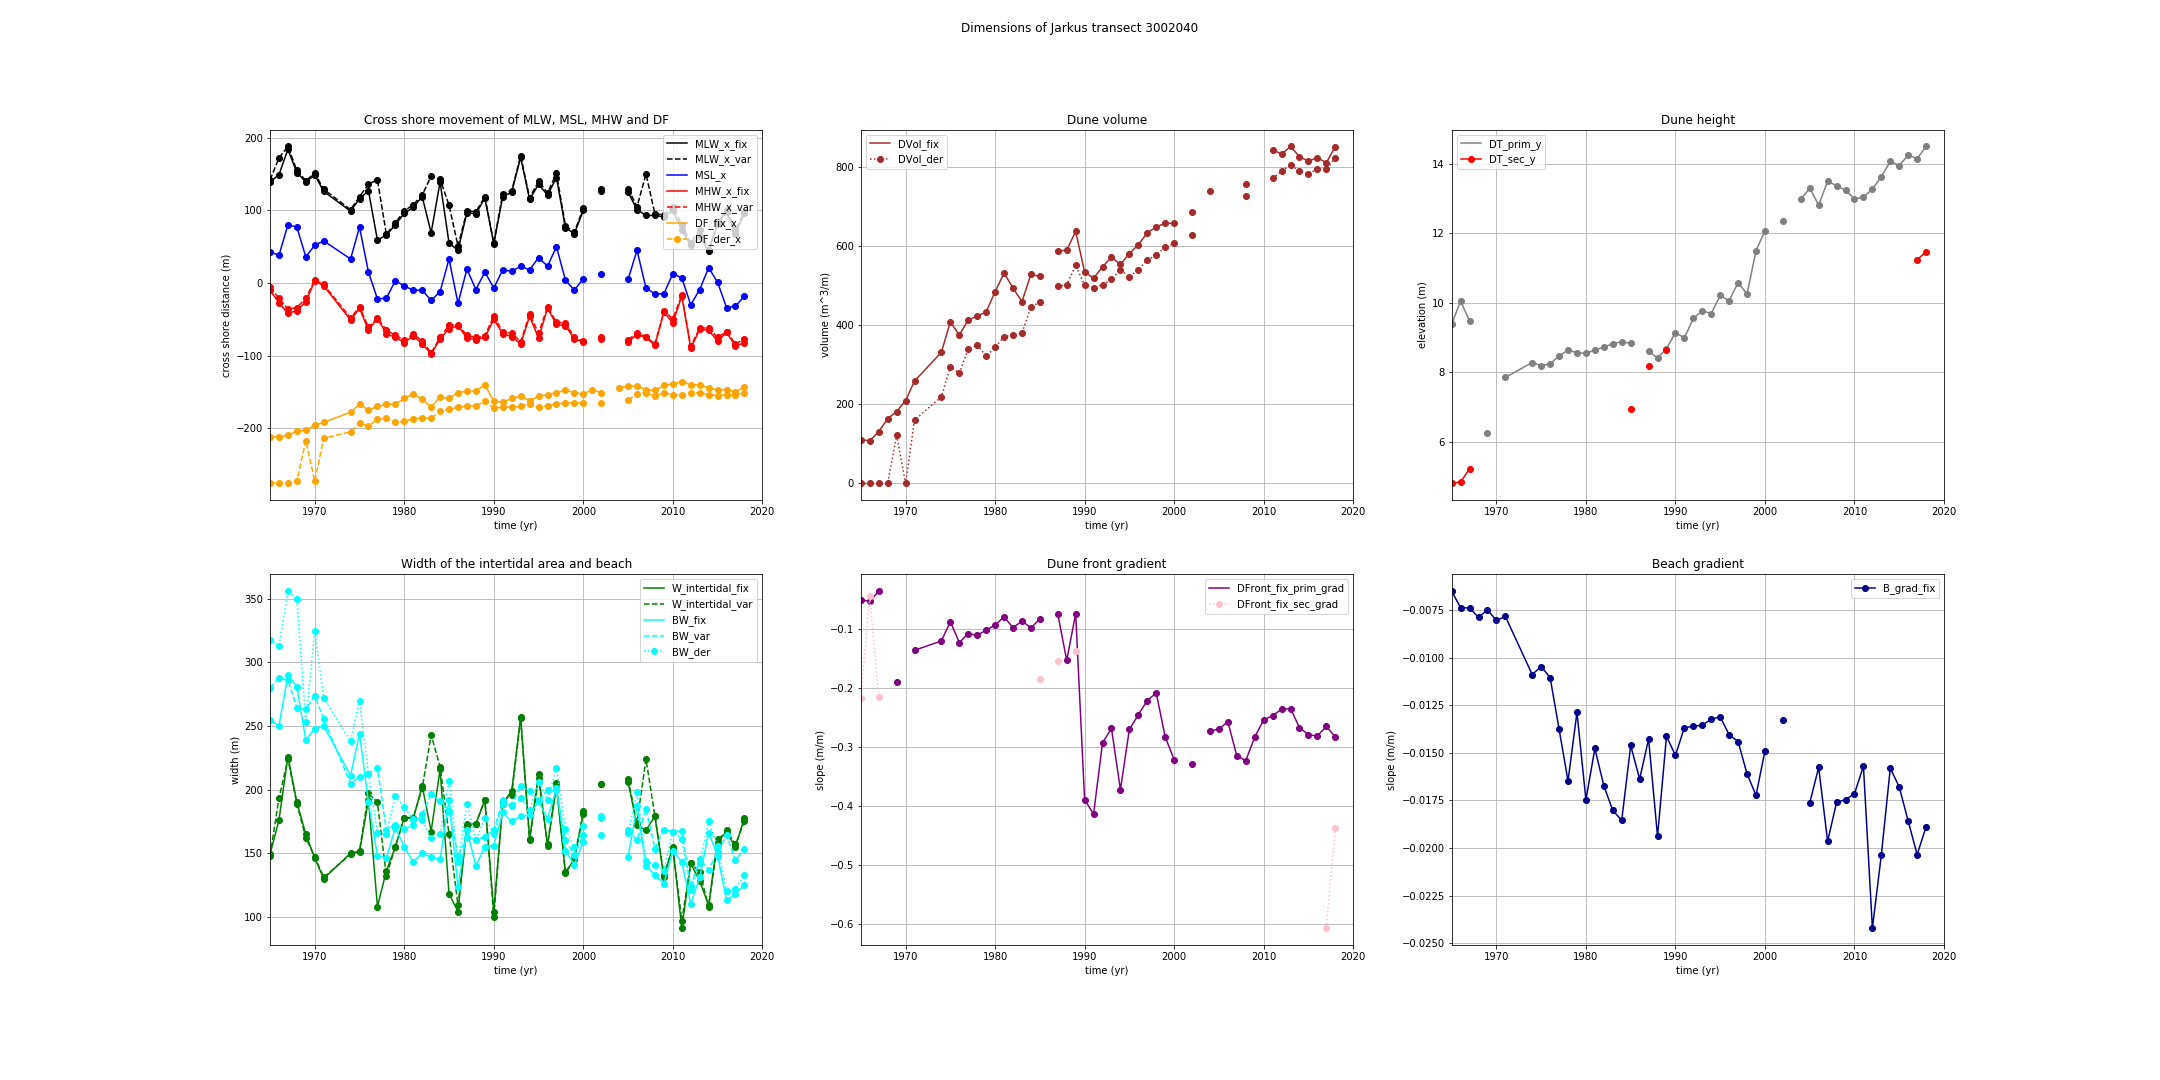 Dimensions of Jarkus transect 3002040
Cross shore movement of MLW, MSL, MHW and DF
200
100
0
−100
−200
cross shore distance (m)
1970 1980 1990 2000 2010 2020
time (yr)
MLW_x_fix
MLW_x_var
MSL_x
MHW_x_fix
MHW_x_var
DF_fix_x
DF_der_x
Dune volume
800
600
400
200
0
volume (m^3/m)
1970 1980 1990 2000 2010 2020
time (yr)
DVol_fix
DVol_der
Dune height
14
12
10
8
6
elevation (m)
1970 1980 1990 2000 2010 2020
time (yr)
DT_prim_y
DT_sec_y
Width of the intertidal area and beach
350
300
250
200
150
100
width (m)
1970 1980 1990 2000 2010 2020
time (yr)
W_intertidal_fix
W_intertidal_var
BW_fix
BW_var
BW_der
Dune front gradient
−0.1
−0.2
−0.3
−0.4
−0.5
−0.6
slope (m/m)
1970 1980 1990 2000 2010 2020
time (yr)
DFront_fix_prim_grad
DFront_fix_sec_grad
Beach gradient
−0.0075
−0.0100
−0.0125
−0.0150
−0.0175
−0.0200
−0.0225
−0.0250
slope (m/m)
1970 1980 1990 2000 2010 2020
time (yr)
B_grad_fix